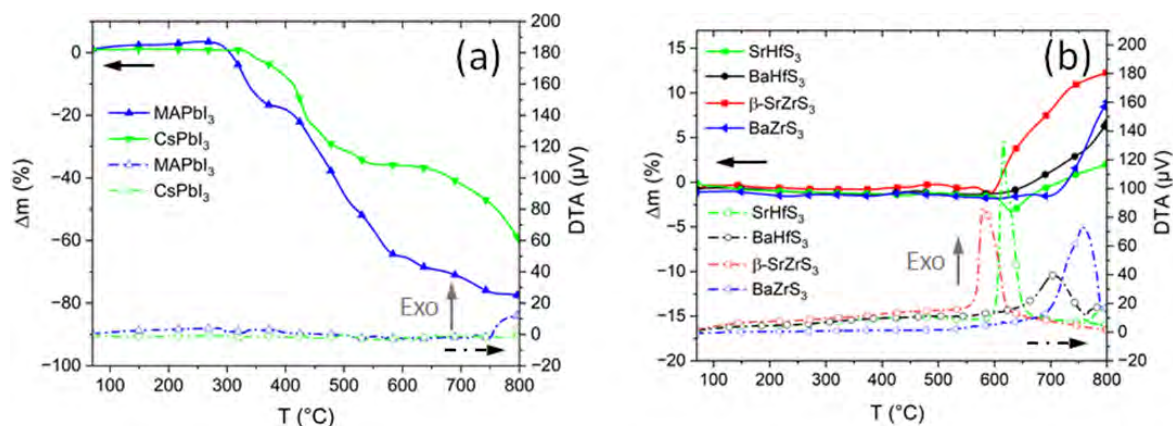 (a)
0
−20
−40
−60
−80
−100
Δm (%)
MAPbI₃
CsPbI₃
MAPbI₃
CsPbI₃
Exo
200
180
160
140
120
100
80
60
40
20
0
−20
DTA (µV)
100 200 300 400 500 600 700 800
T (°C)
(b)
15
10
5
0
−5
−10
−15
−20
Δm (%)
SrHfS₃
BaHfS₃
β-SrZrS₃
BaZrS₃
SrHfS₃
BaHfS₃
β-SrZrS₃
BaZrS₃
Exo
200
180
160
140
120
100
80
60
40
20
0
−20
DTA (µV)
100 200 300 400 500 600 700 800
T (°C)